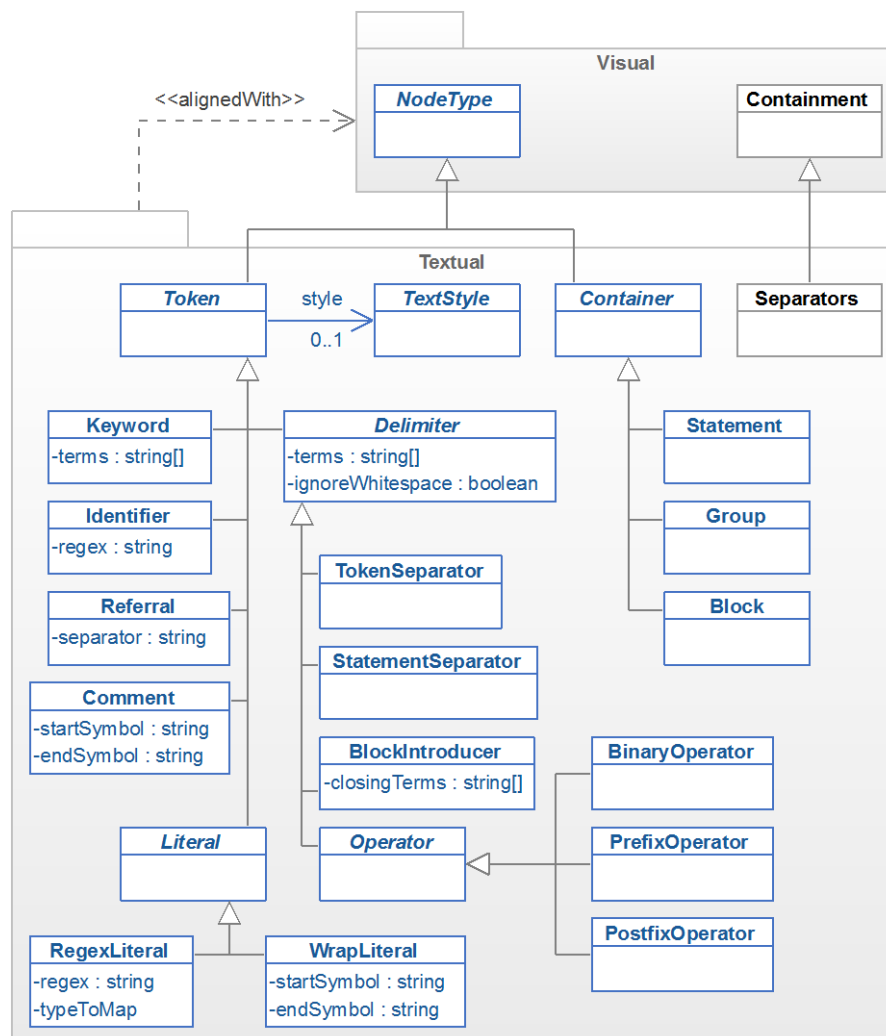 Visual
<<alignedWith>>
NodeType
Containment
Textual
Token
style
0..1
TextStyle
Container
Separators
Keyword
-terms : string[]
Delimiter
-terms : string[]
-ignoreWhitespace : boolean
Statement
Identifier
-regex : string
Group
TokenSeparator
Referral
-separator : string
Block
StatementSeparator
Comment
-startSymbol : string
-endSymbol : string
BlockIntroducer
-closingTerms : string[]
BinaryOperator
Literal
Operator
PrefixOperator
PostfixOperator
RegexLiteral
-regex : string
-typeToMap
WrapLiteral
-startSymbol : string
-endSymbol : string